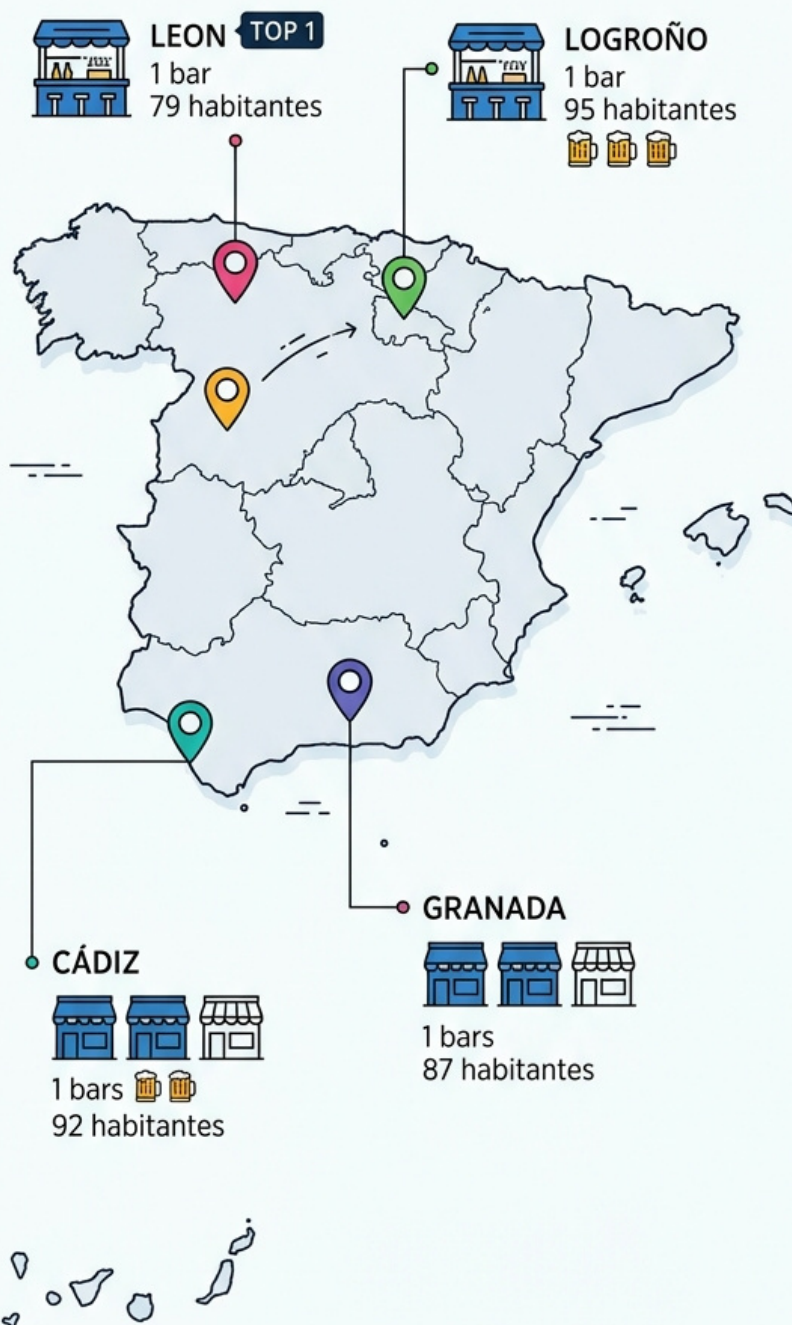 LEON
TOP 1
1 bar
79 habitantes
LOGROÑO
1 bar
95 habitantes
GRANADA
1 bars
87 habitantes
CÁDIZ
1 bars
92 habitantes